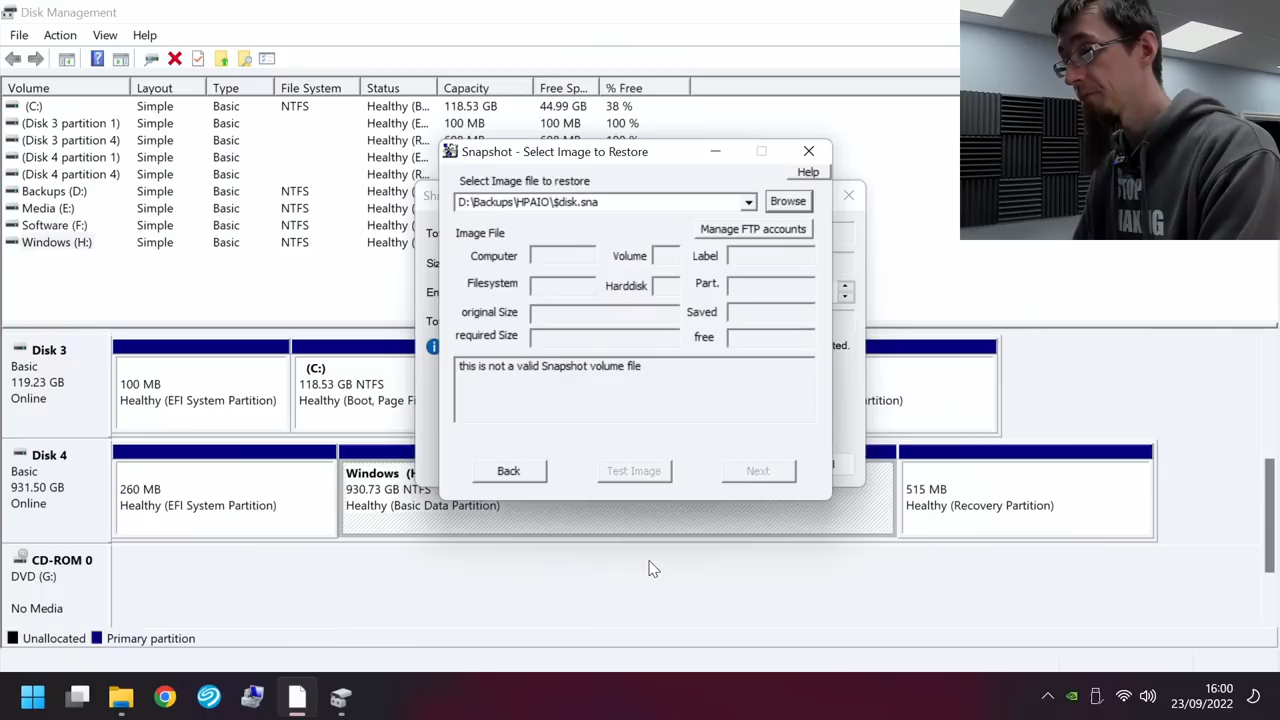 Disk Management
File Action View Help
Volume Layout Type File System Status Capacity Free Sp... % Free
(C:) Simple Basic NTFS Healthy (B... 118.53 GB 44.99 GB 38 %
(Disk 3 partition 1) Simple Basic Healthy (E... 100 MB 100 MB 100 %
(Disk 3 partition 4) Simple Basic Healthy (R...
(Disk 4 partition 1) Simple Basic Healthy (E...
(Disk 4 partition 4) Simple Basic Healthy (R...
Backups (D:) Simple Basic NTFS Healthy (B...
Media (E:) Simple Basic NTFS Healthy (B...
Software (F:) Simple Basic NTFS Healthy (B...
Windows (H:) Simple Basic NTFS Healthy (B...
Snapshot - Select Image to Restore
Help
Select Image file to restore
D:\Backups\HPAIO\$disk.sna Browse
Image File Manage FTP accounts
Computer Volume Label
Filesystem Harddisk Part.
original Size Saved
required Size free
this is not a valid Snapshot volume file
Back Test Image Next
ted.
Disk 3
Basic
119.23 GB
Online
100 MB
Healthy (EFI System Partition)
(C:)
118.53 GB NTFS
Healthy (Boot, Page Fi
artition)
Disk 4
Basic
931.50 GB
Online
260 MB
Healthy (EFI System Partition)
Windows (H
930.73 GB NTFS
Healthy (Basic Data Partition)
515 MB
Healthy (Recovery Partition)
CD-ROM 0
DVD (G:)
No Media
Unallocated Primary partition
STOP
16:00
23/09/2022